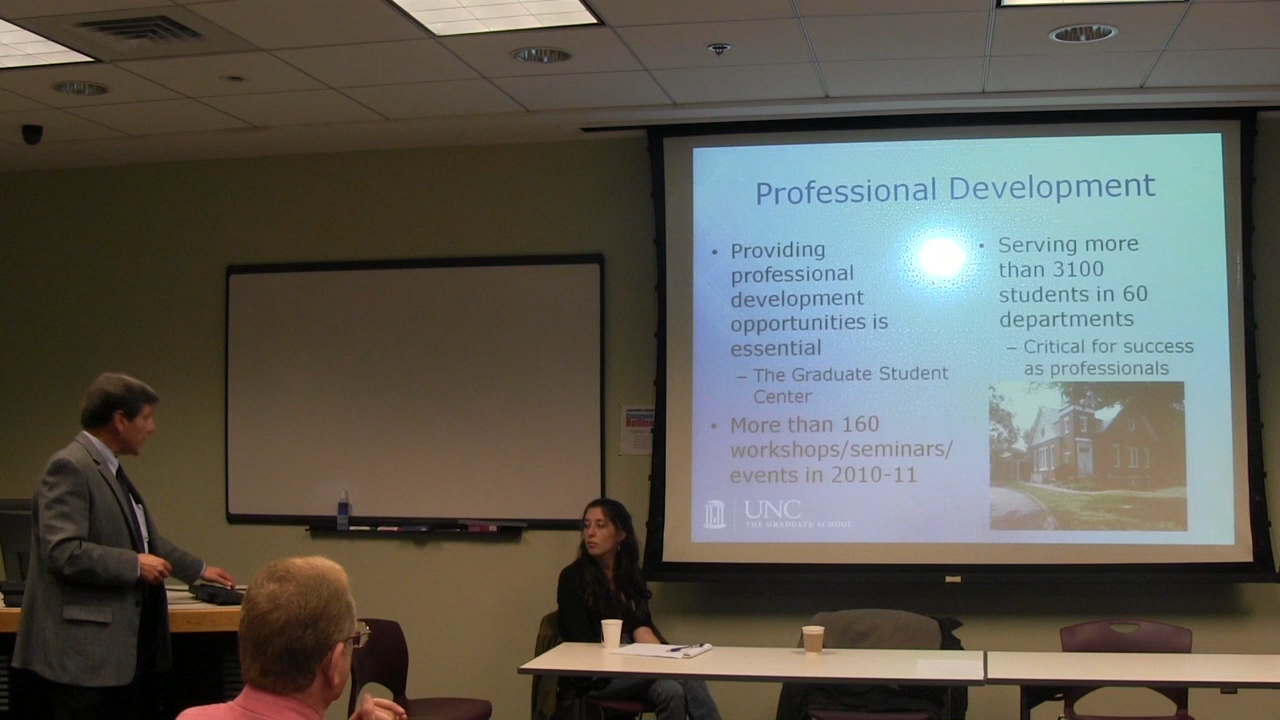 Professional Development
• Providing
professional
development
opportunities is
essential
– The Graduate Student
Center
• More than 160
workshops/seminars/
events in 2010-11
• Serving more
than 3100
students in 60
departments
– Critical for success
as professionals
UNC
THE GRADUATE SCHOOL